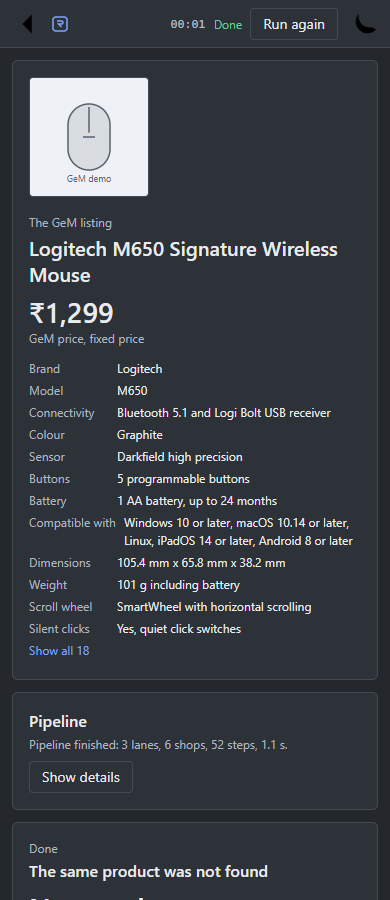 00:01 Done Run again
GeM demo
The GeM listing
Logitech M650 Signature Wireless
Mouse
₹1,299
GeM price, fixed price
Brand Logitech
Model M650
Connectivity Bluetooth 5.1 and Logi Bolt USB receiver
Colour Graphite
Sensor Darkfield high precision
Buttons 5 programmable buttons
Battery 1 AA battery, up to 24 months
Compatible with Windows 10 or later, macOS 10.14 or later,
Linux, iPadOS 14 or later, Android 8 or later
Dimensions 105.4 mm x 65.8 mm x 38.2 mm
Weight 101 g including battery
Scroll wheel SmartWheel with horizontal scrolling
Silent clicks Yes, quiet click switches
Show all 18
Pipeline
Pipeline finished: 3 lanes, 6 shops, 52 steps, 1.1 s.
Show details
Done
The same product was not found